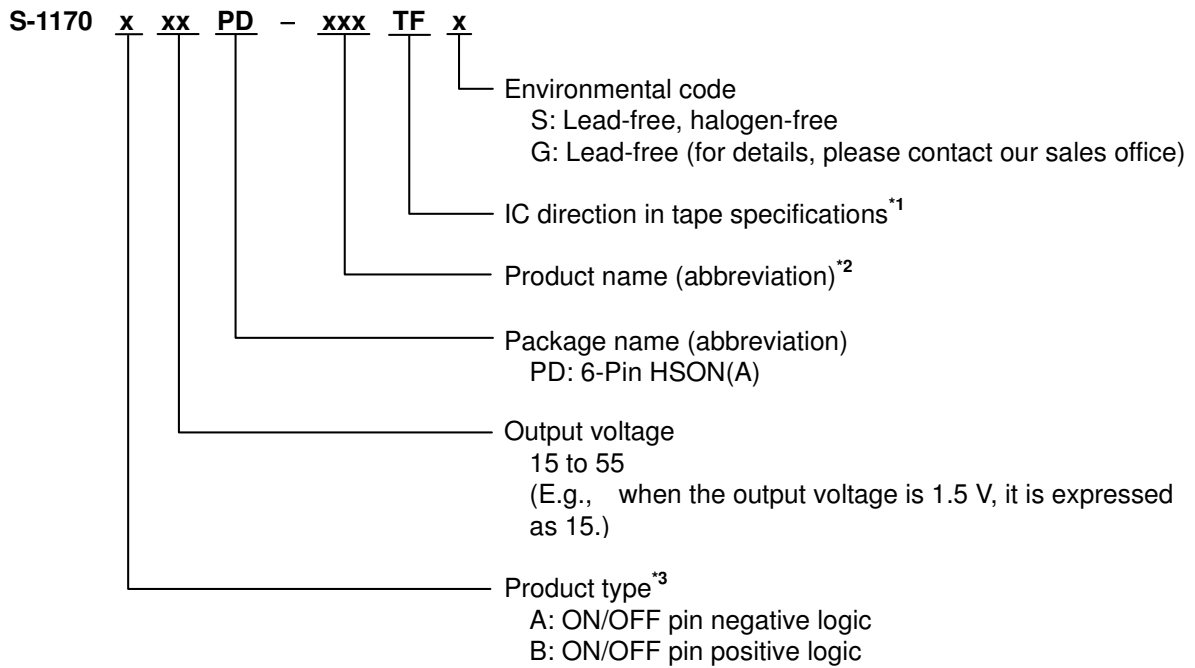 S-1170 x xx PD – xxx TF x
Environmental code
S: Lead-free, halogen-free
G: Lead-free (for details, please contact our sales office)
IC direction in tape specifications*1
Product name (abbreviation)*2
Package name (abbreviation)
PD: 6-Pin HSON(A)
Output voltage
15 to 55
(E.g., when the output voltage is 1.5 V, it is expressed
as 15.)
Product type*3
A: ON/OFF pin negative logic
B: ON/OFF pin positive logic